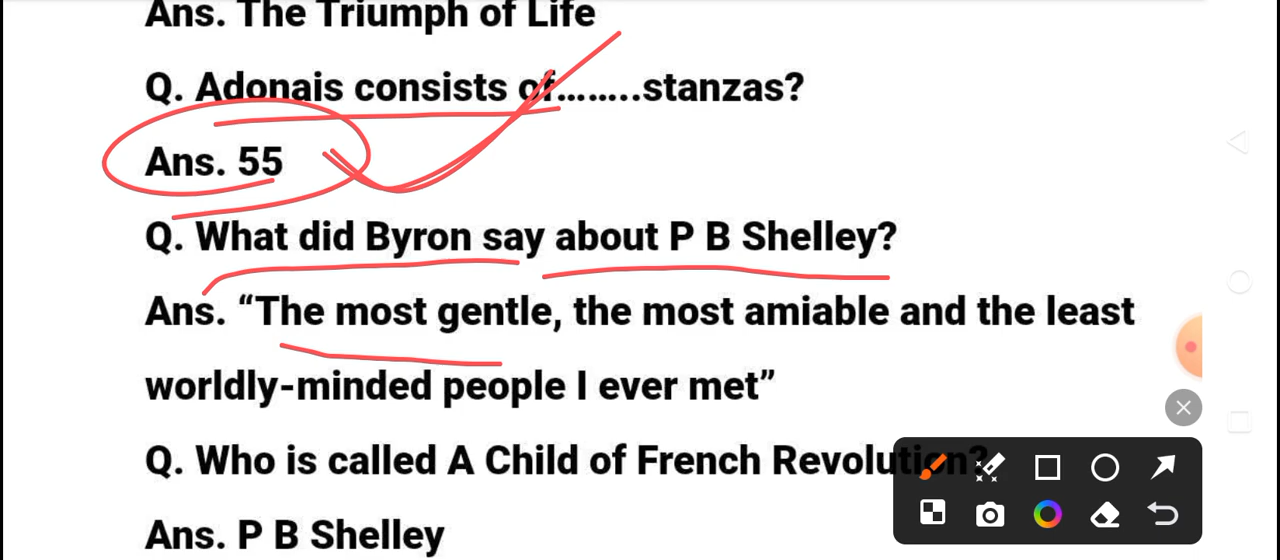 Ans. The Triumph of Life
Q. Adonais consists of........stanzas?
Ans. 55
Q. What did Byron say about P B Shelley?
Ans. “The most gentle, the most amiable and the least
worldly-minded people I ever met”
Q. Who is called A Child of French Revolution?
Ans. P B Shelley